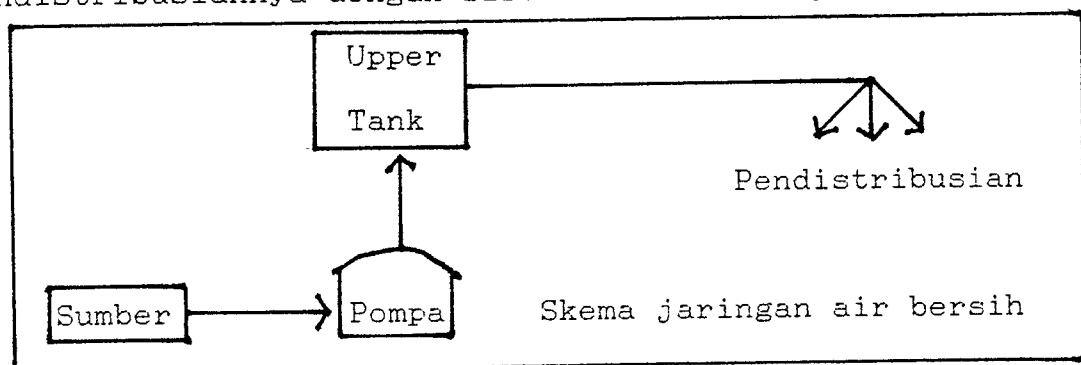 Upper
Tank
Pendistribusian
Sumber
Pompa
Skema jaringan air bersih